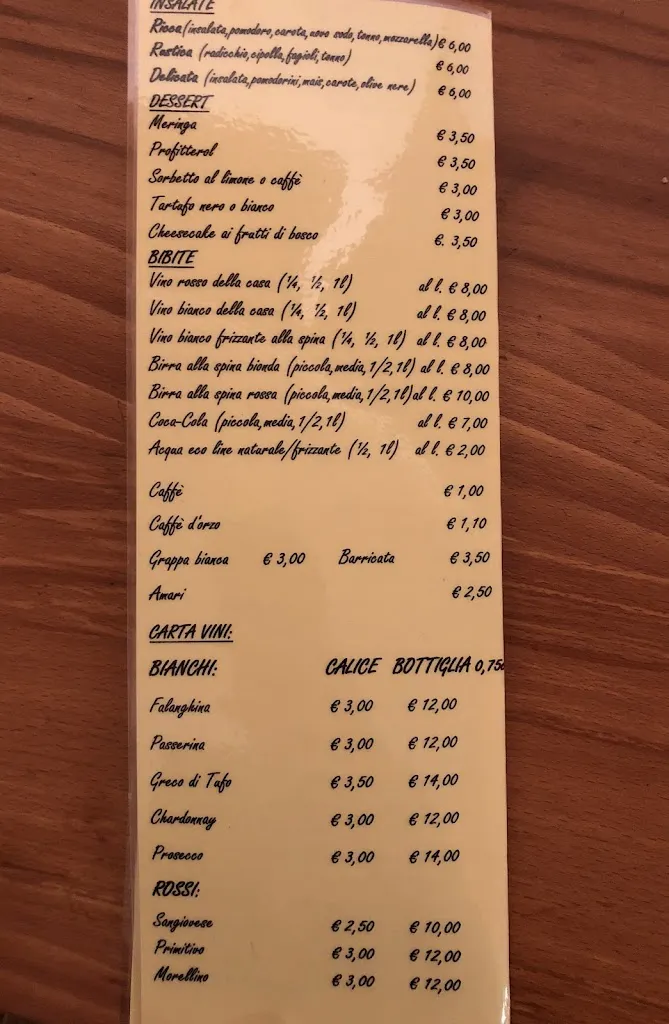 INSALATE
Ricca(insalata,pomodoro,carota,uovo sodo,tonno,mozzarella) € 6,00
Rustica (radicchio,cipolla,fagioli,tonno) € 6,00
Delicata (insalata,pomodorini,mais,carote,olive nere) € 6,00
DESSERT
Meringa € 3,50
Profitterol € 3,50
Sorbetto al limone o caffè € 3,00
Tartufo nero o bianco € 3,00
Cheesecake ai frutti di bosco €. 3,50
BIBITE
Vino rosso della casa (¼, ½, 1l) al l. € 8,00
Vino bianco della casa (¼, ½, 1l) al l. € 8,00
Vino bianco frizzante alla spina (¼, ½, 1l) al l. € 8,00
Birra alla spina bionda (piccola,media,1/2,1l) al l. € 8,00
Birra alla spina rossa (piccola,media,1/2,1l) al l. € 10,00
Coca-Cola (piccola,media,1/2,1l) al l. € 7,00
Acqua eco line naturale/frizzante (½, 1l) al l. € 2,00
Caffè € 1,00
Caffè d'orzo € 1,10
Grappa bianca € 3,00 Barricata € 3,50
Amari € 2,50
CARTA VINI:
BIANCHI: CALICE BOTTIGLIA 0,75
Falanghina € 3,00 € 12,00
Passerina € 3,00 € 12,00
Greco di Tufo € 3,50 € 14,00
Chardonnay € 3,00 € 12,00
Prosecco € 3,00 € 14,00
ROSSI:
Sangiovese € 2,50 € 10,00
Primitivo € 3,00 € 12,00
Morellino € 3,00 € 12,00